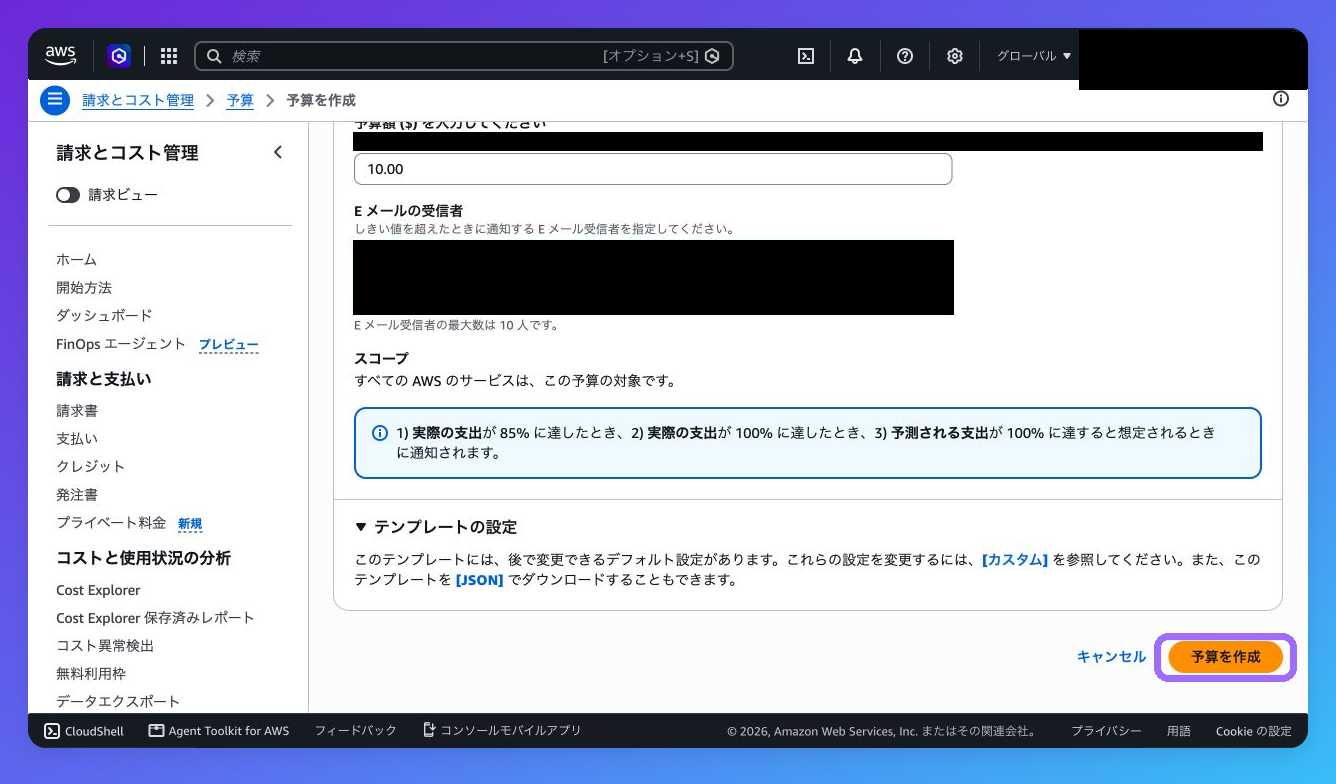 aws
検索
[オプション+S]
グローバル
請求とコスト管理
予算
予算を作成
請求とコスト管理
請求ビュー
ホーム
開始方法
ダッシュボード
FinOps エージェント プレビュー
請求と支払い
請求書
支払い
クレジット
発注書
プライベート料金 新規
コストと使用状況の分析
Cost Explorer
Cost Explorer 保存済みレポート
コスト異常検出
無料利用枠
データエクスポート
予算額 ($) を入力してください
10.00
E メールの受信者
しきい値を超えたときに通知する E メール受信者を指定してください。
E メール受信者の最大数は 10 人です。
スコープ
すべての AWS のサービスは、この予算の対象です。
1) 実際の支出が 85% に達したとき、2) 実際の支出が 100% に達したとき、3) 予測される支出が 100% に達すると想定されるとき
に通知されます。
テンプレートの設定
このテンプレートには、後で変更できるデフォルト設定があります。これらの設定を変更するには、[カスタム] を参照してください。また、この
テンプレートを [JSON] でダウンロードすることもできます。
キャンセル
予算を作成
CloudShell
Agent Toolkit for AWS
フィードバック
コンソールモバイルアプリ
© 2026, Amazon Web Services, Inc. またはその関連会社。
プライバシー
用語
Cookie の設定